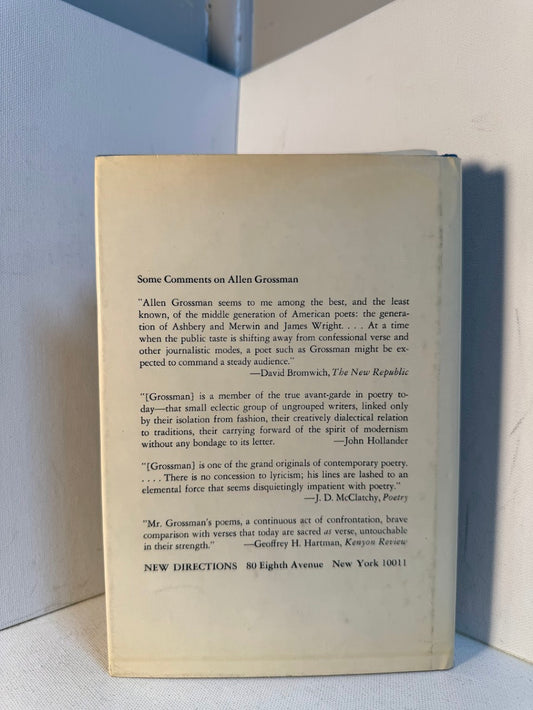 Some Comments on Allen Grossman
"Allen Grossman seems to me among the best, and the least
known, of the middle generation of American poets: the genera-
tion of Ashbery and Merwin and James Wright. . . . At a time
when the public taste is shifting away from confessional verse and
other journalistic modes, a poet such as Grossman might be ex-
pected to command a steady audience."
—David Bromwich, The New Republic
"[Grossman] is a member of the true avant-garde in poetry to-
day—that small eclectic group of ungrouped writers, linked only
by their isolation from fashion, their creatively dialectical relation
to traditions, their carrying forward of the spirit of modernism
without any bondage to its letter. —John Hollander
"[Grossman] is one of the grand originals of contemporary poetry.
. . . . There is no concession to lyricism; his lines are lashed to an
elemental force that seems disquietingly impatient with poetry."
—J. D. McClatchy, Poetry
"Mr. Grossman's poems, a continuous act of confrontation, brave
comparison with verses that today are sacred as verse, untouchable
in their strength." —Geoffrey H. Hartman, Kenyon Review
NEW DIRECTIONS 80 Eighth Avenue New York 10011